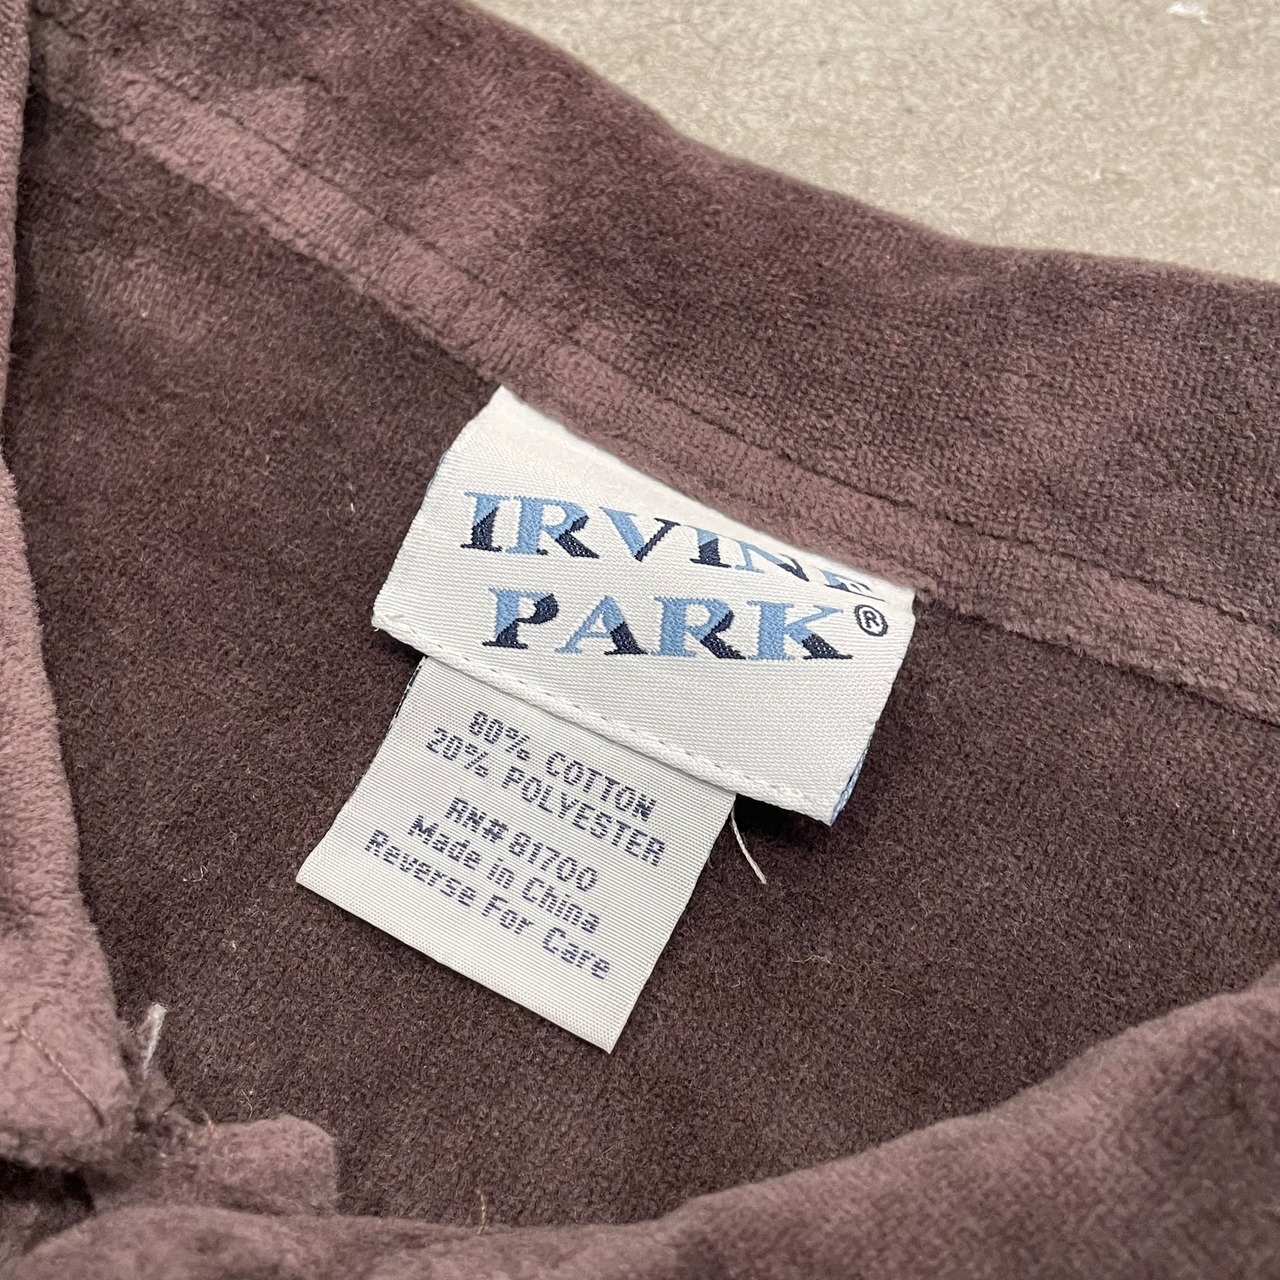 IRVINE
PARK®
80% COTTON
20% POLYESTER
RN# 81700
Made in China
Reverse For Care